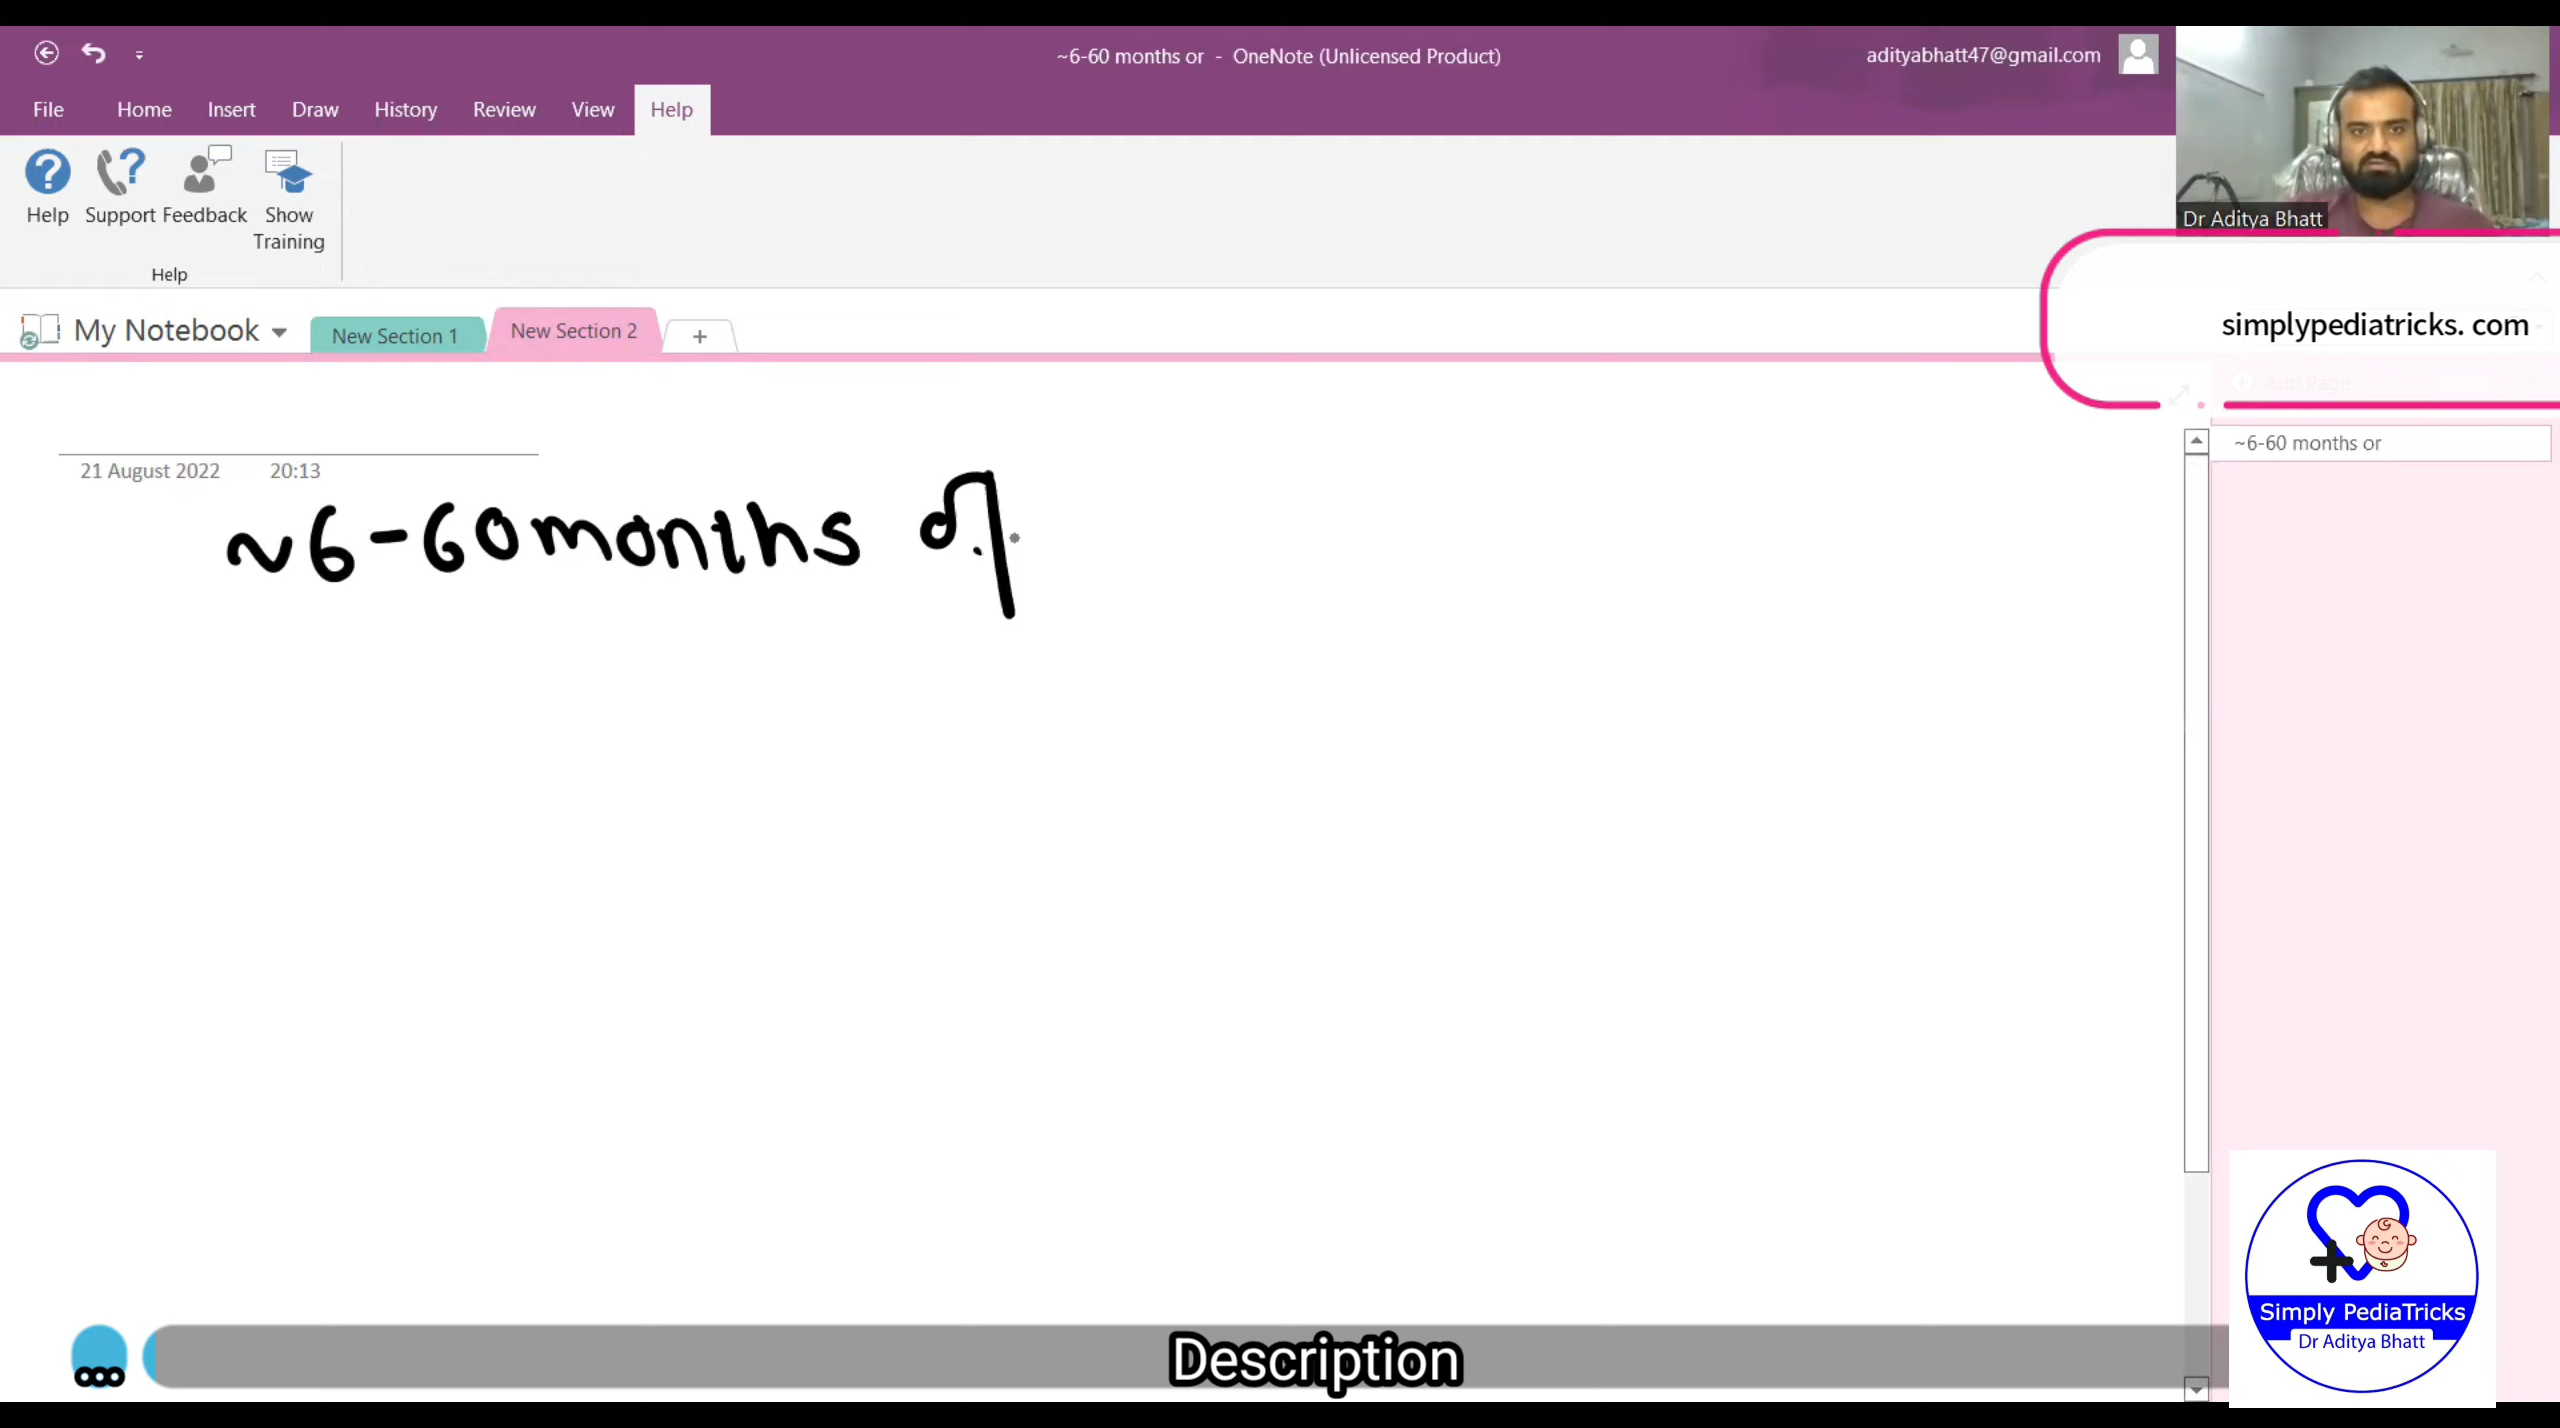 ~6-60 months or - OneNote (Unlicensed Product)
adityabhatt47@gmail.com
File Home Insert Draw History Review View Help
Help Support Feedback Show Training
Help
Dr Aditya Bhatt
simplypediatricks. com
My Notebook New Section 1 New Section 2 +
Add Page
~6-60 months or
21 August 2022 20:13
~6-60 months
Simply PediaTricks
Dr Aditya Bhatt
Description